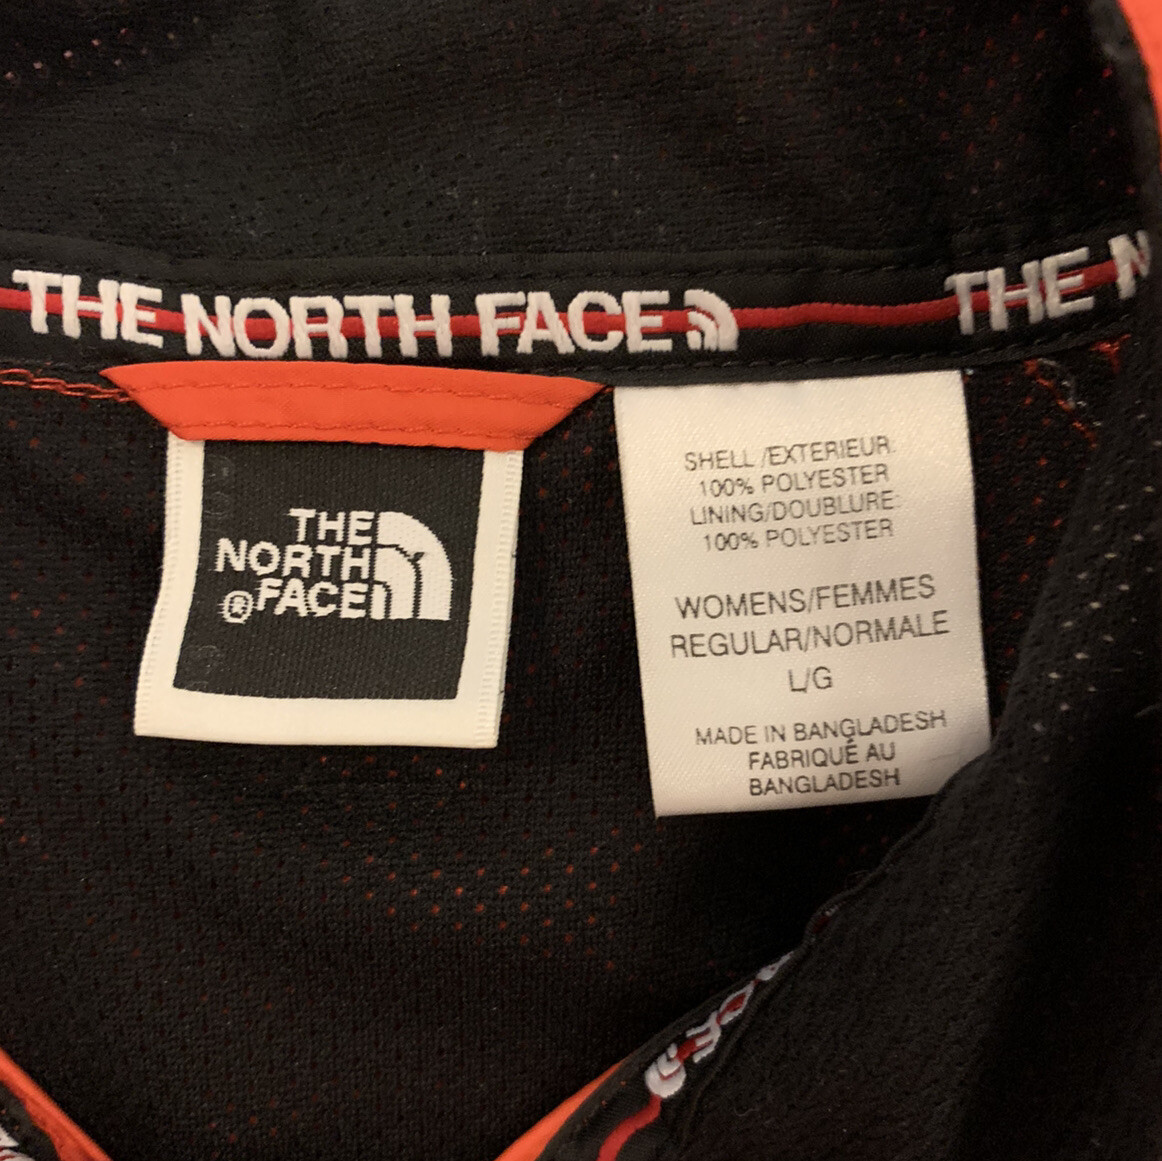 THE NORTH FACE
THE N
THE
NORTH
®FACE
SHELL /EXTERIEUR:
100% POLYESTER
LINING/DOUBLURE:
100% POLYESTER
WOMENS/FEMMES
REGULAR/NORMALE
L/G
MADE IN BANGLADESH
FABRIQUÉ AU
BANGLADESH